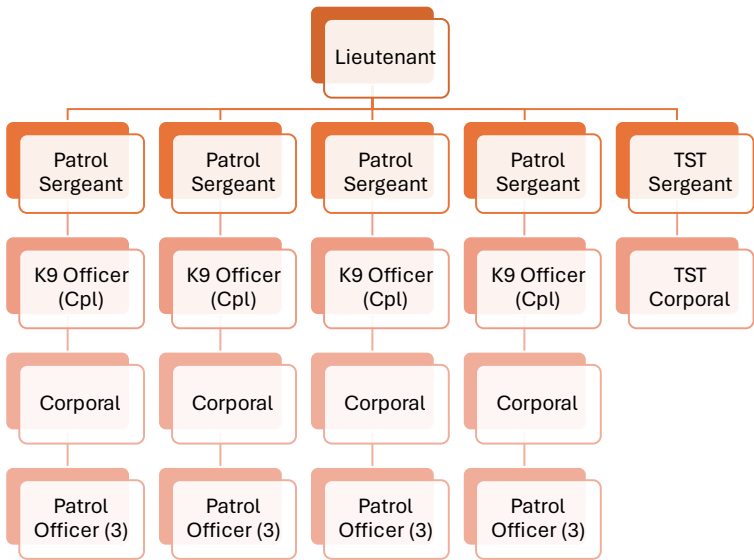 Lieutenant
Patrol
Sergeant
Patrol
Sergeant
Patrol
Sergeant
Patrol
Sergeant
TST
Sergeant
K9 Officer
(Cpl)
K9 Officer
(Cpl)
K9 Officer
(Cpl)
K9 Officer
(Cpl)
TST
Corporal
Corporal
Corporal
Corporal
Corporal
Patrol
Officer (3)
Patrol
Officer (3)
Patrol
Officer (3)
Patrol
Officer (3)